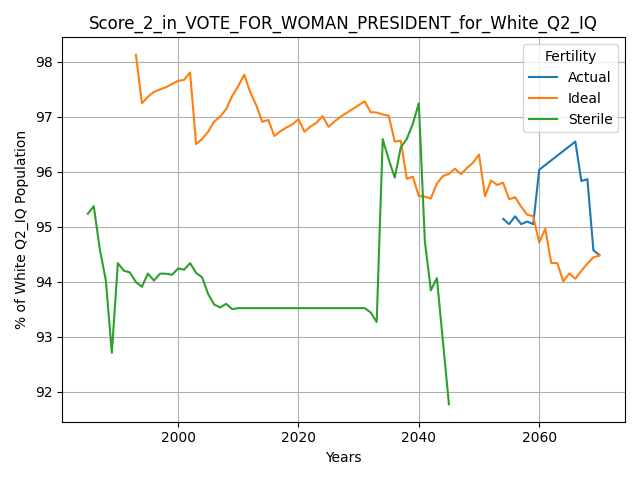 Score_2_in_VOTE_FOR_WOMAN_PRESIDENT_for_White_Q2_IQ
Fertility
Actual
Ideal
Sterile
% of White Q2_IQ Population
98
97
96
95
94
93
92
2000
2020
2040
2060
Years